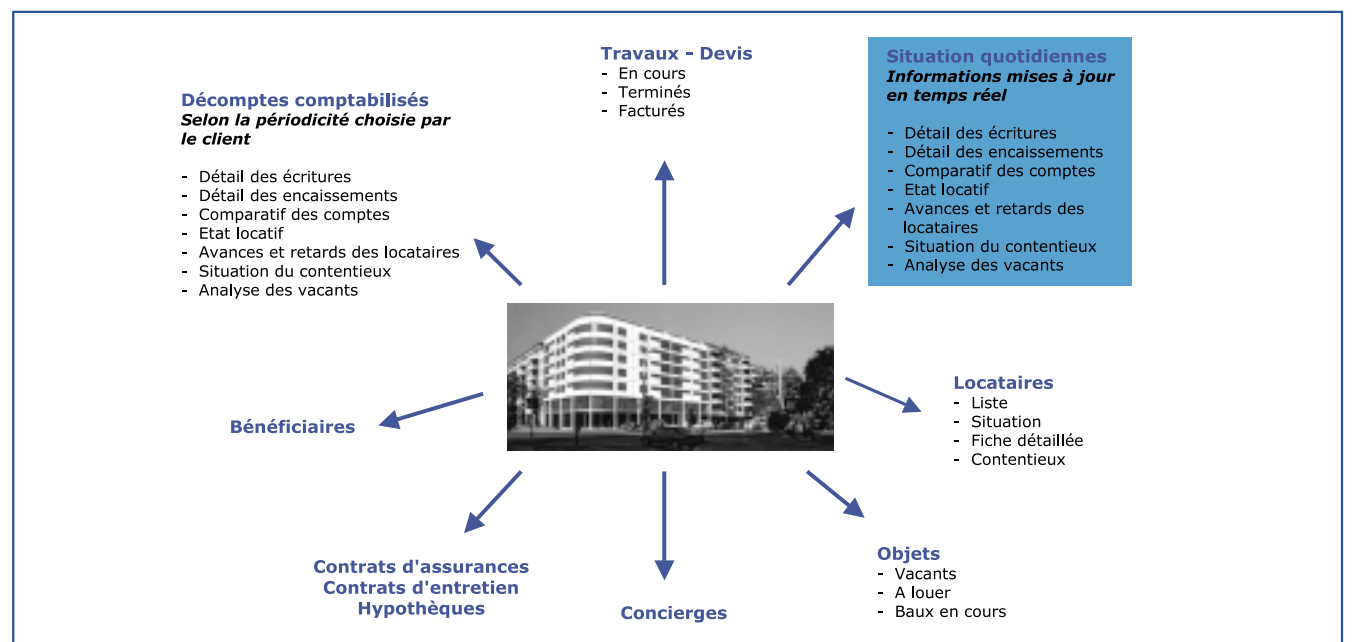 Travaux - Devis
- En cours
- Terminés
- Facturés
Situation quotidiennes
Informations mises à jour
en temps réel
- Détail des écritures
- Détail des encaissements
- Comparatif des comptes
- Etat locatif
- Avances et retards des
locataires
- Situation du contentieux
- Analyse des vacants
Décomptes comptabilisés
Selon la périodicité choisie par
le client
- Détail des écritures
- Détail des encaissements
- Comparatif des comptes
- Etat locatif
- Avances et retards des locataires
- Situation du contentieux
- Analyse des vacants
Bénéficiaires
Locataires
- Liste
- Situation
- Fiche détaillée
- Contentieux
Contrats d'assurances
Contrats d'entretien
Hypothèques
Concierges
Objets
- Vacants
- A louer
- Baux en cours